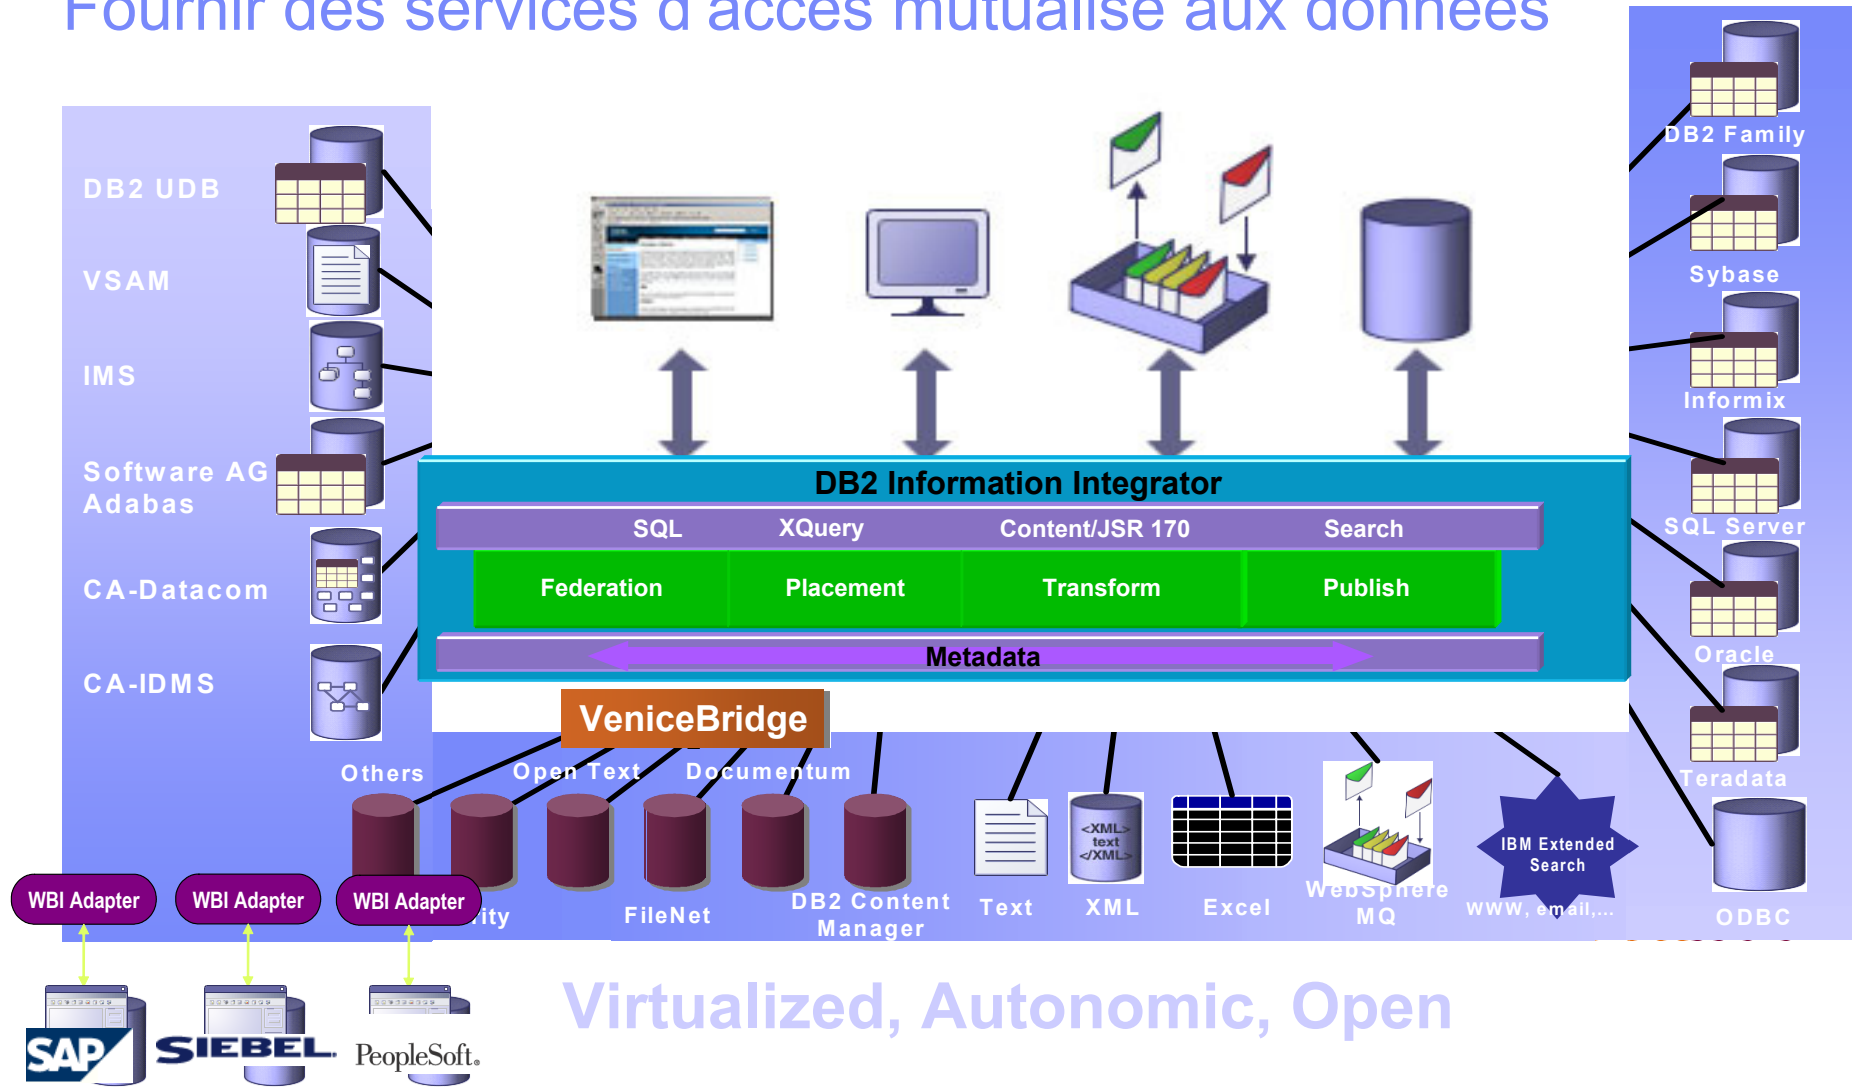 Fournir des services d'accès mutualisé aux données
DB2 UDB
VSAM
IMS
Software AG
Adabas
CA-Datacom
CA-IDMS
DB2 Family
Sybase
Informix
SQL Server
Oracle
Teradata
ODBC
DB2 Information Integrator
SQL XQuery Content/JSR 170 Search
Federation Placement Transform Publish
Metadata
VeniceBridge
Others Open Text Documentum
<XML>
text
</XML>
IBM Extended
Search
WWW, email,...
WBI Adapter WBI Adapter WBI Adapter
FileNet
DB2 Content
Manager
Text XML Excel
WebSphere
MQ
Virtualized, Autonomic, Open
SAP SIEBEL. PeopleSoft.